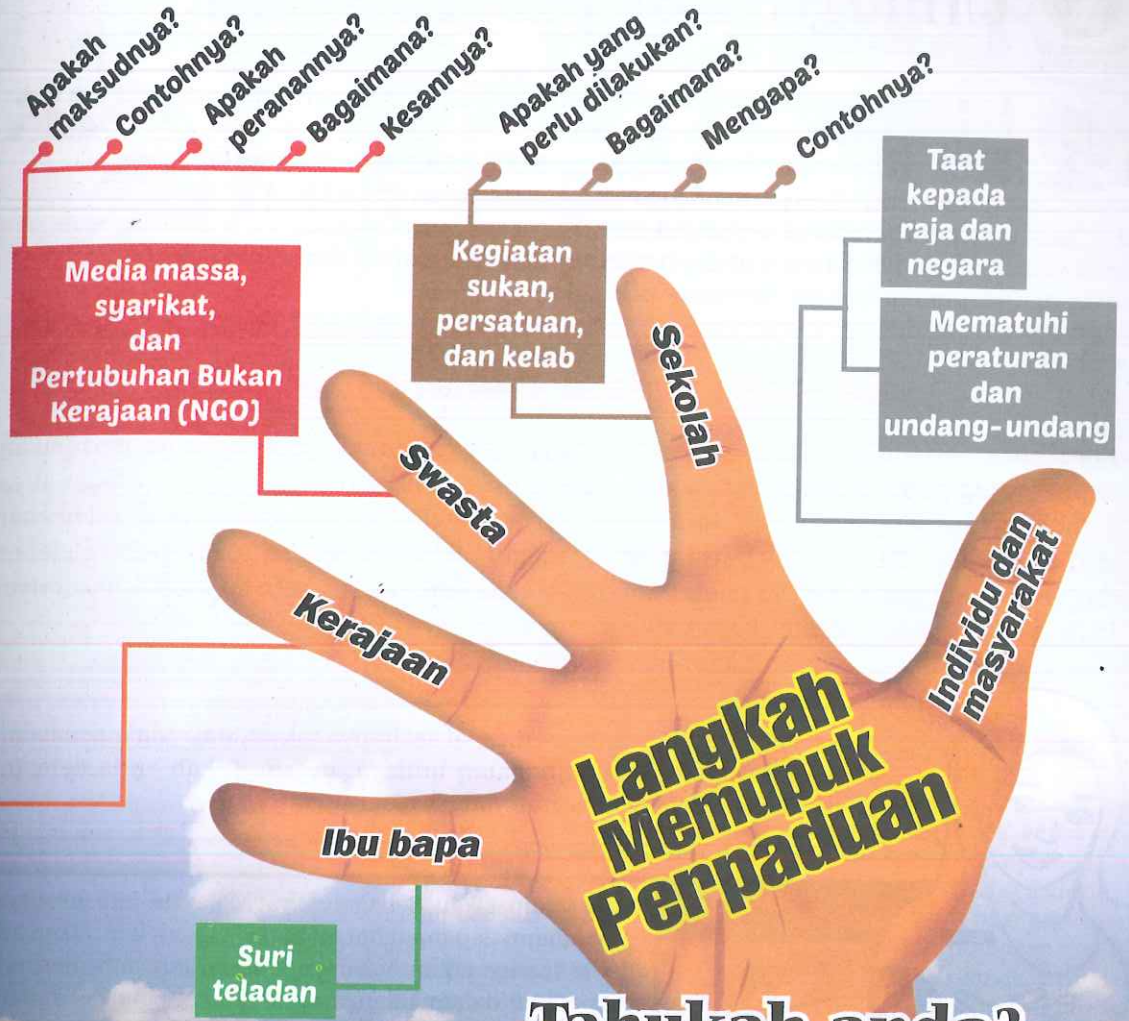 Apakah
maksudnya?
Contohnya?
Apakah
peranannya?
Bagaimana?
Kesannya?
Apakah yang
perlu dilakukan?
Bagaimana?
Mengapa?
Contohnya?
Media massa,
syarikat,
dan
Pertubuhan Bukan
Kerajaan (NGO)
Kegiatan
sukan,
persatuan,
dan kelab
Taat
kepada
raja dan
negara
Mematuhi
peraturan
dan
undang-undang
Sekolah
Swasta
Kerajaan
Individu dan
masyarakat
Ibu bapa
Langkah
Memupuk
Perpaduan
Suri
teladan
Tahukah anda?